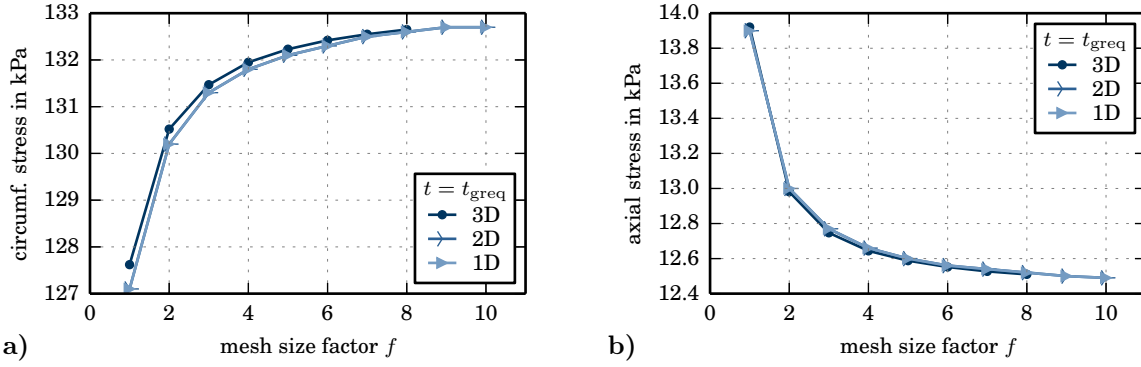 133
132
131
130
129
128
127
circumf. stress in kPa
t = t_greq
3D
2D
1D
0 2 4 6 8 10
mesh size factor f
a)
14.0
13.8
13.6
13.4
13.2
13.0
12.8
12.6
12.4
axial stress in kPa
t = t_greq
3D
2D
1D
0 2 4 6 8 10
mesh size factor f
b)